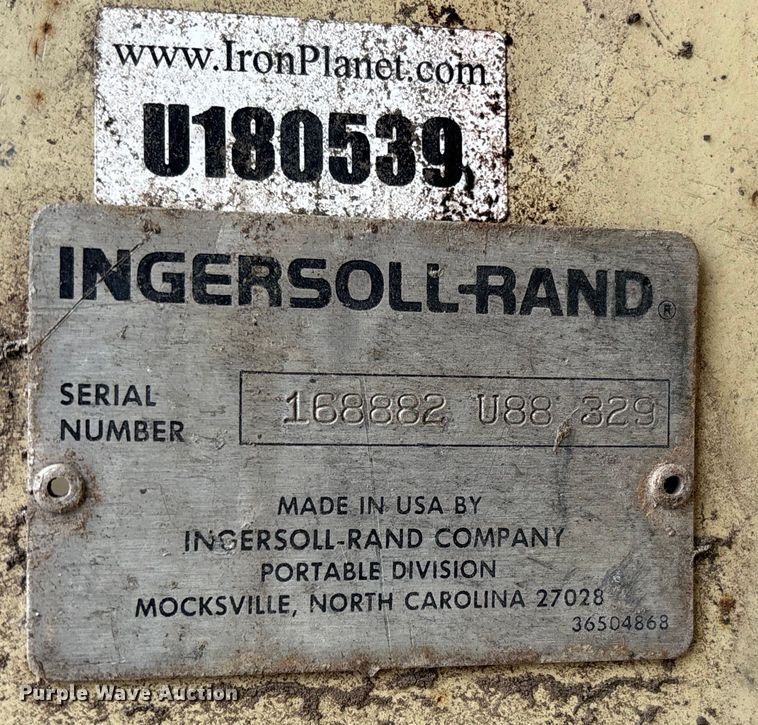 www.IronPlanet.com
U180539
INGERSOLL-RAND®
SERIAL NUMBER
168882 U88 329
MADE IN USA BY
INGERSOLL-RAND COMPANY
PORTABLE DIVISION
MOCKSVILLE, NORTH CAROLINA 27028
36504868
Purple Wave Auction